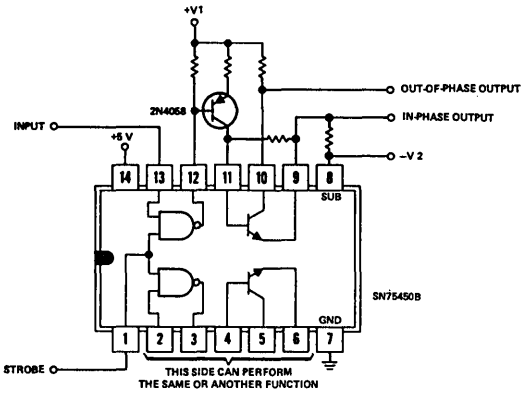 +V1
OUT-OF-PHASE OUTPUT
2N4058
IN-PHASE OUTPUT
INPUT
+5 V
–V 2
14 13 12 11 10 9 8
SUB
SN75450B
GND
1 2 3 4 5 6 7
STROBE
THIS SIDE CAN PERFORM
THE SAME OR ANOTHER FUNCTION